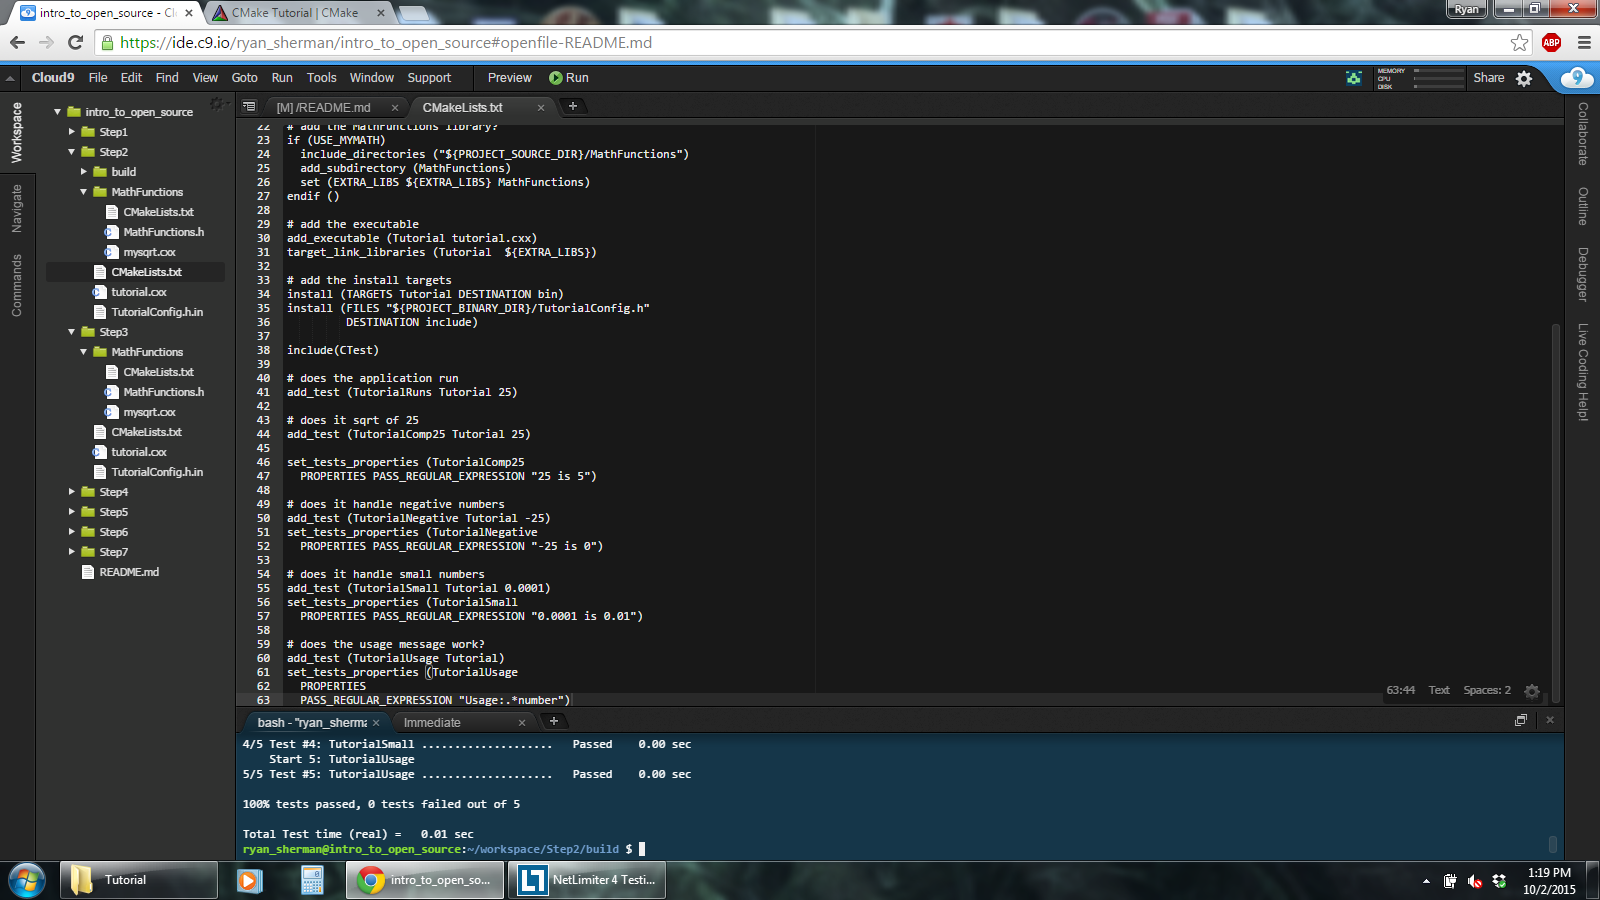 intro_to_open_source - Cl
CMake Tutorial | CMake
Ryan
https://ide.c9.io/ryan_sherman/intro_to_open_source#openfile-README.md
ABP
Cloud9 File Edit Find View Goto Run Tools Window Support Preview Run
MEMORY
CPU
DISK
Share
9
Workspace
Navigate
Commands
intro_to_open_source
Step1
Step2
build
MathFunctions
CMakeLists.txt
MathFunctions.h
mysqrt.cxx
CMakeLists.txt
tutorial.cxx
TutorialConfig.h.in
Step3
MathFunctions
CMakeLists.txt
MathFunctions.h
mysqrt.cxx
CMakeLists.txt
tutorial.cxx
TutorialConfig.h.in
Step4
Step5
Step6
Step7
README.md
[M] /README.md
CMakeLists.txt
22 # add the MathFunctions library?
23 if (USE_MYMATH)
24   include_directories ("${PROJECT_SOURCE_DIR}/MathFunctions")
25   add_subdirectory (MathFunctions)
26   set (EXTRA_LIBS ${EXTRA_LIBS} MathFunctions)
27 endif ()
28
29 # add the executable
30 add_executable (Tutorial tutorial.cxx)
31 target_link_libraries (Tutorial  ${EXTRA_LIBS})
32
33 # add the install targets
34 install (TARGETS Tutorial DESTINATION bin)
35 install (FILES "${PROJECT_BINARY_DIR}/TutorialConfig.h"
36          DESTINATION include)
37
38 include(CTest)
39
40 # does the application run
41 add_test (TutorialRuns Tutorial 25)
42
43 # does it sqrt of 25
44 add_test (TutorialComp25 Tutorial 25)
45
46 set_tests_properties (TutorialComp25
47   PROPERTIES PASS_REGULAR_EXPRESSION "25 is 5")
48
49 # does it handle negative numbers
50 add_test (TutorialNegative Tutorial -25)
51 set_tests_properties (TutorialNegative
52   PROPERTIES PASS_REGULAR_EXPRESSION "-25 is 0")
53
54 # does it handle small numbers
55 add_test (TutorialSmall Tutorial 0.0001)
56 set_tests_properties (TutorialSmall
57   PROPERTIES PASS_REGULAR_EXPRESSION "0.0001 is 0.01")
58
59 # does the usage message work?
60 add_test (TutorialUsage Tutorial)
61 set_tests_properties (TutorialUsage
62   PROPERTIES
63   PASS_REGULAR_EXPRESSION "Usage:.*number")
63:44 Text Spaces: 2
Collaborate
Outline
Debugger
Live Coding Help!
bash - "ryan_sherma
Immediate
4/5 Test #4: TutorialSmall ....................   Passed    0.00 sec
    Start 5: TutorialUsage
5/5 Test #5: TutorialUsage ....................   Passed    0.00 sec
100% tests passed, 0 tests failed out of 5
Total Test time (real) =   0.01 sec
ryan_sherman@intro_to_open_source:~/workspace/Step2/build $
Tutorial
intro_to_open_so...
NetLimiter 4 Testi...
1:19 PM
10/2/2015